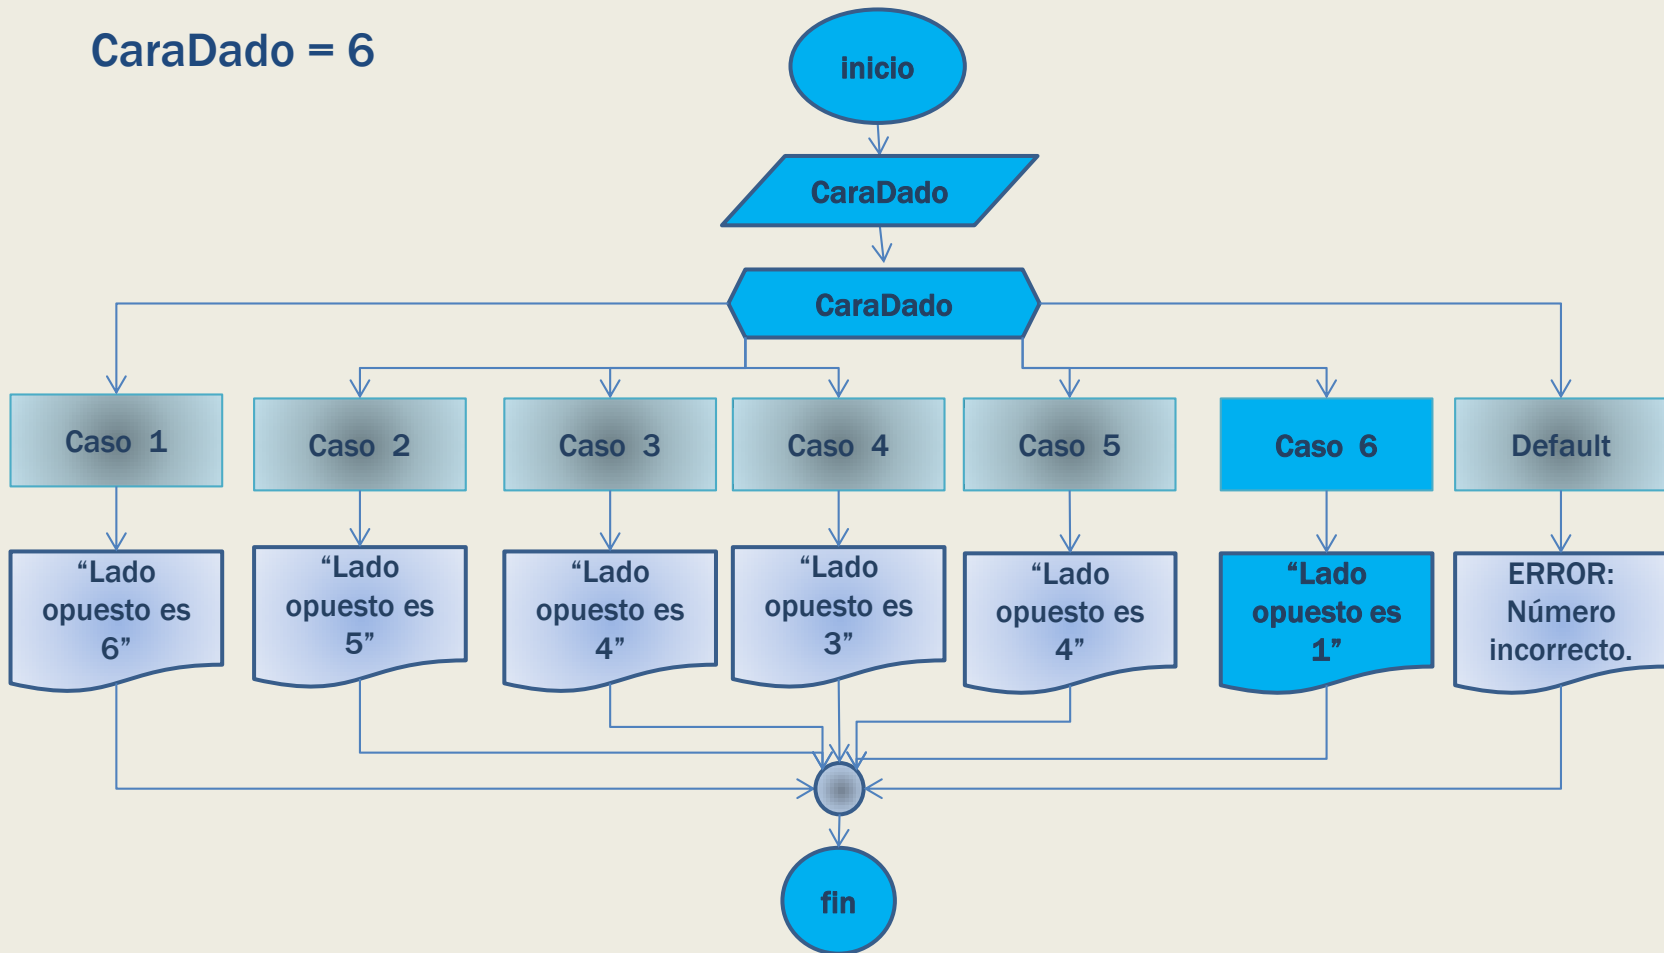 CaraDado = 6
inicio
CaraDado
CaraDado
Caso 1
Caso 2
Caso 3
Caso 4
Caso 5
Caso 6
Default
“Lado
opuesto es
6”
“Lado
opuesto es
5”
“Lado
opuesto es
4”
“Lado
opuesto es
3”
“Lado
opuesto es
4”
“Lado
opuesto es
1”
ERROR:
Número
incorrecto.
fin